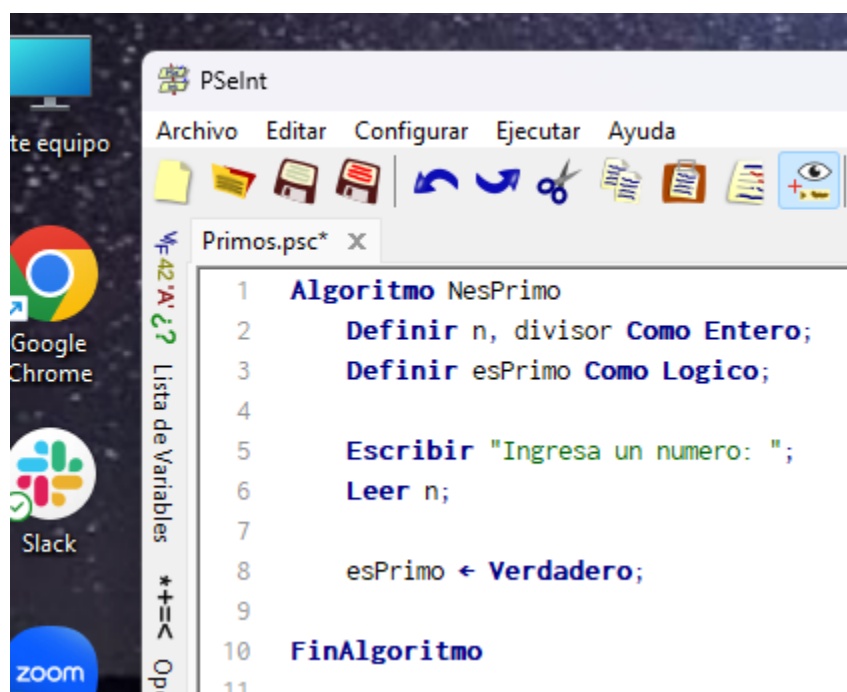 PSeInt
te equipo
Archivo Editar Configurar Ejecutar Ayuda
Primos.psc* X
42 'A' ¿?
Lista de Variables
*+=<
Google
Chrome
Slack
zoom
1 Algoritmo NesPrimo
2 Definir n, divisor Como Entero;
3 Definir esPrimo Como Logico;
4
5 Escribir "Ingresa un numero: ";
6 Leer n;
7
8 esPrimo ← Verdadero;
9
10 FinAlgoritmo
11